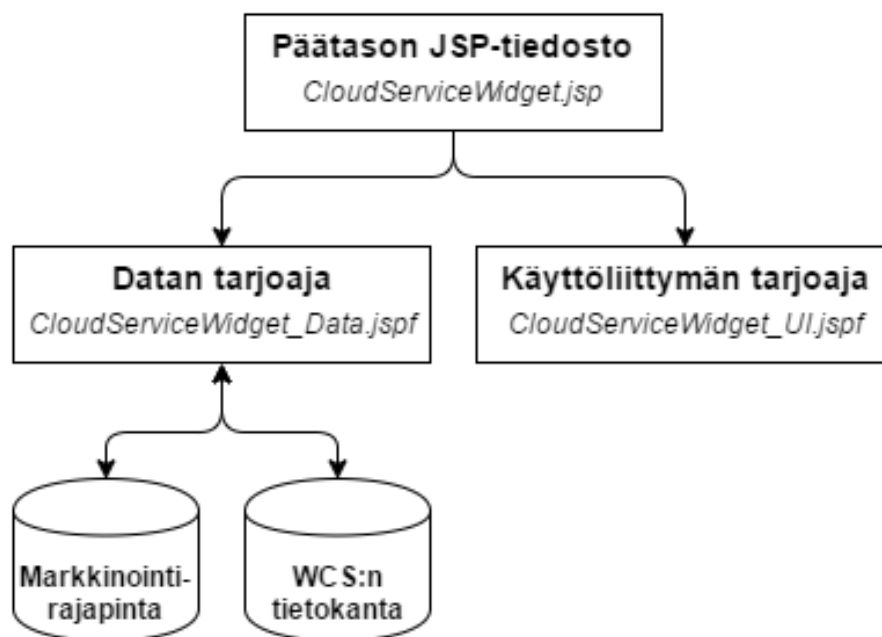 Päätason JSP-tiedosto
CloudServiceWidget.jsp
Datan tarjoaja
CloudServiceWidget_Data.jspf
Käyttöliittymän tarjoaja
CloudServiceWidget_UI.jspf
Markkinointi-
rajapinta
WCS:n
tietokanta